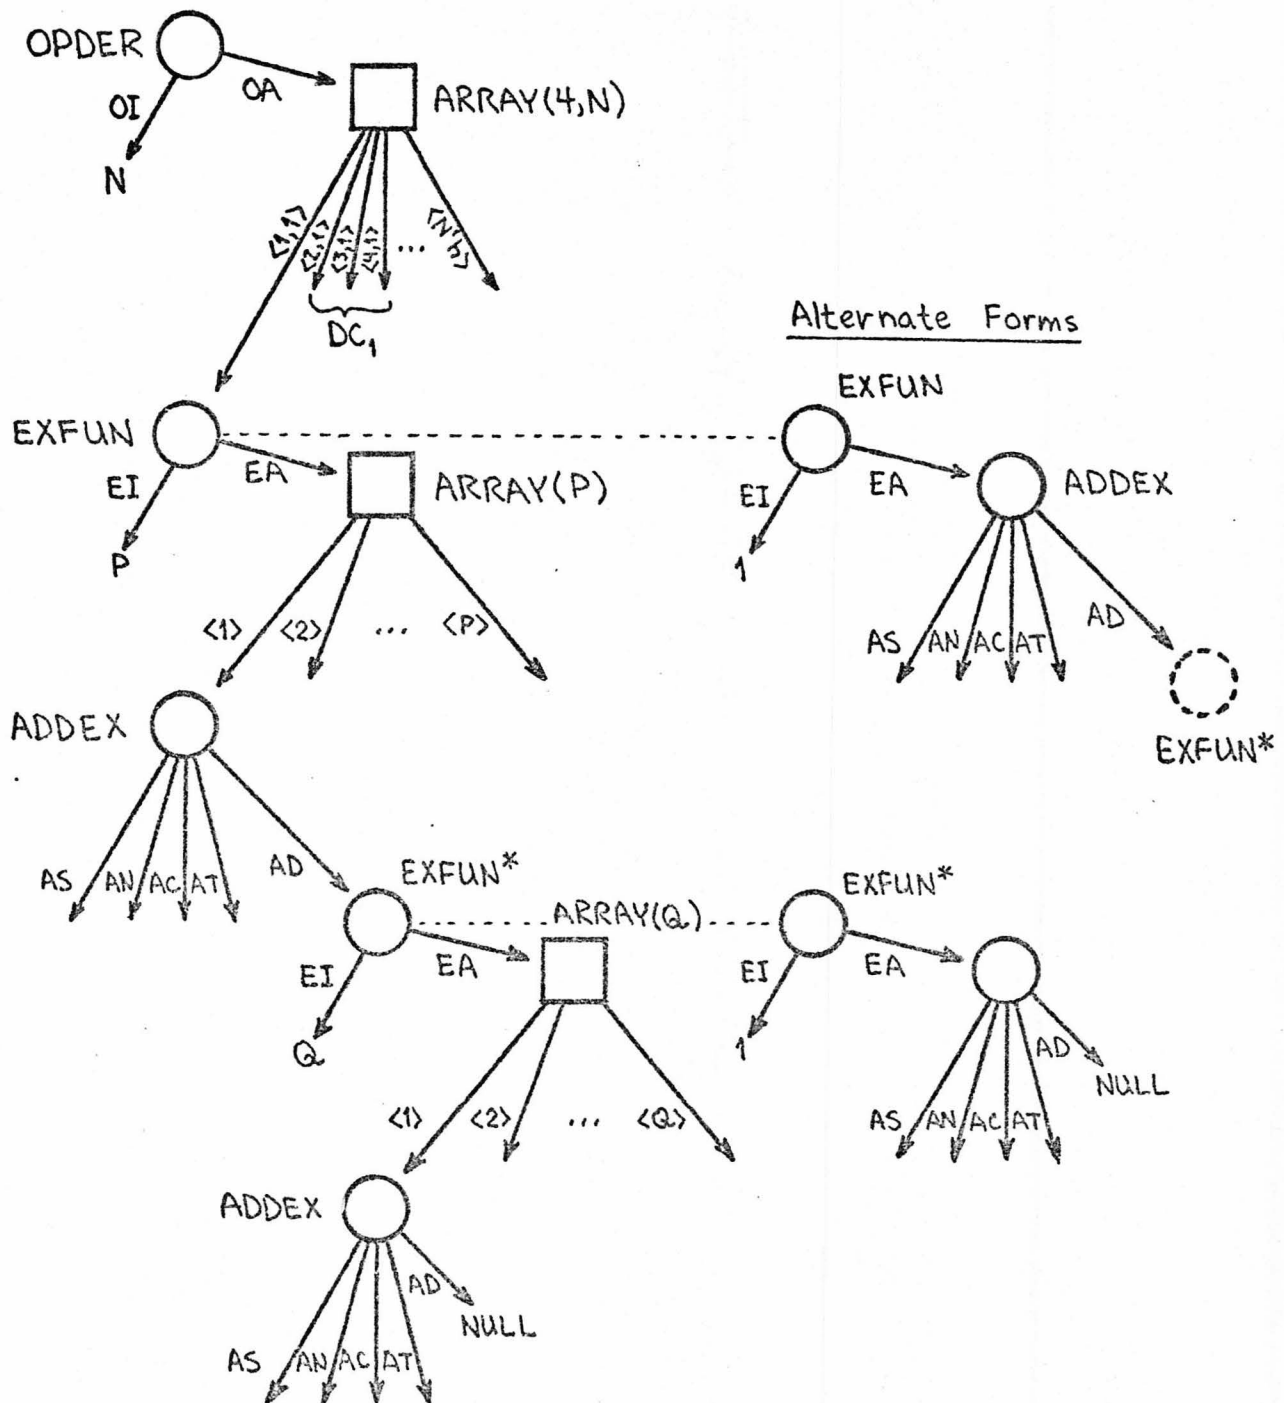 OPDER
OA
ARRAY(4,N)
OI
N
<1,1>
<2,1>
<3,1>
<4,1>
...
<4,N>
DC1
Alternate Forms
EXFUN
EXFUN
EI
EA
ARRAY(P)
P
EI
EA
ADDEX
1
<1>
<2>
...
<P>
AS
AN
AC
AT
AD
EXFUN*
ADDEX
AS
AN
AC
AT
AD
EXFUN*
ARRAY(Q)
EXFUN*
EI
EA
Q
EI
EA
1
<1>
<2>
...
<Q>
AS
AN
AC
AT
AD
NULL
ADDEX
AS
AN
AC
AT
AD
NULL